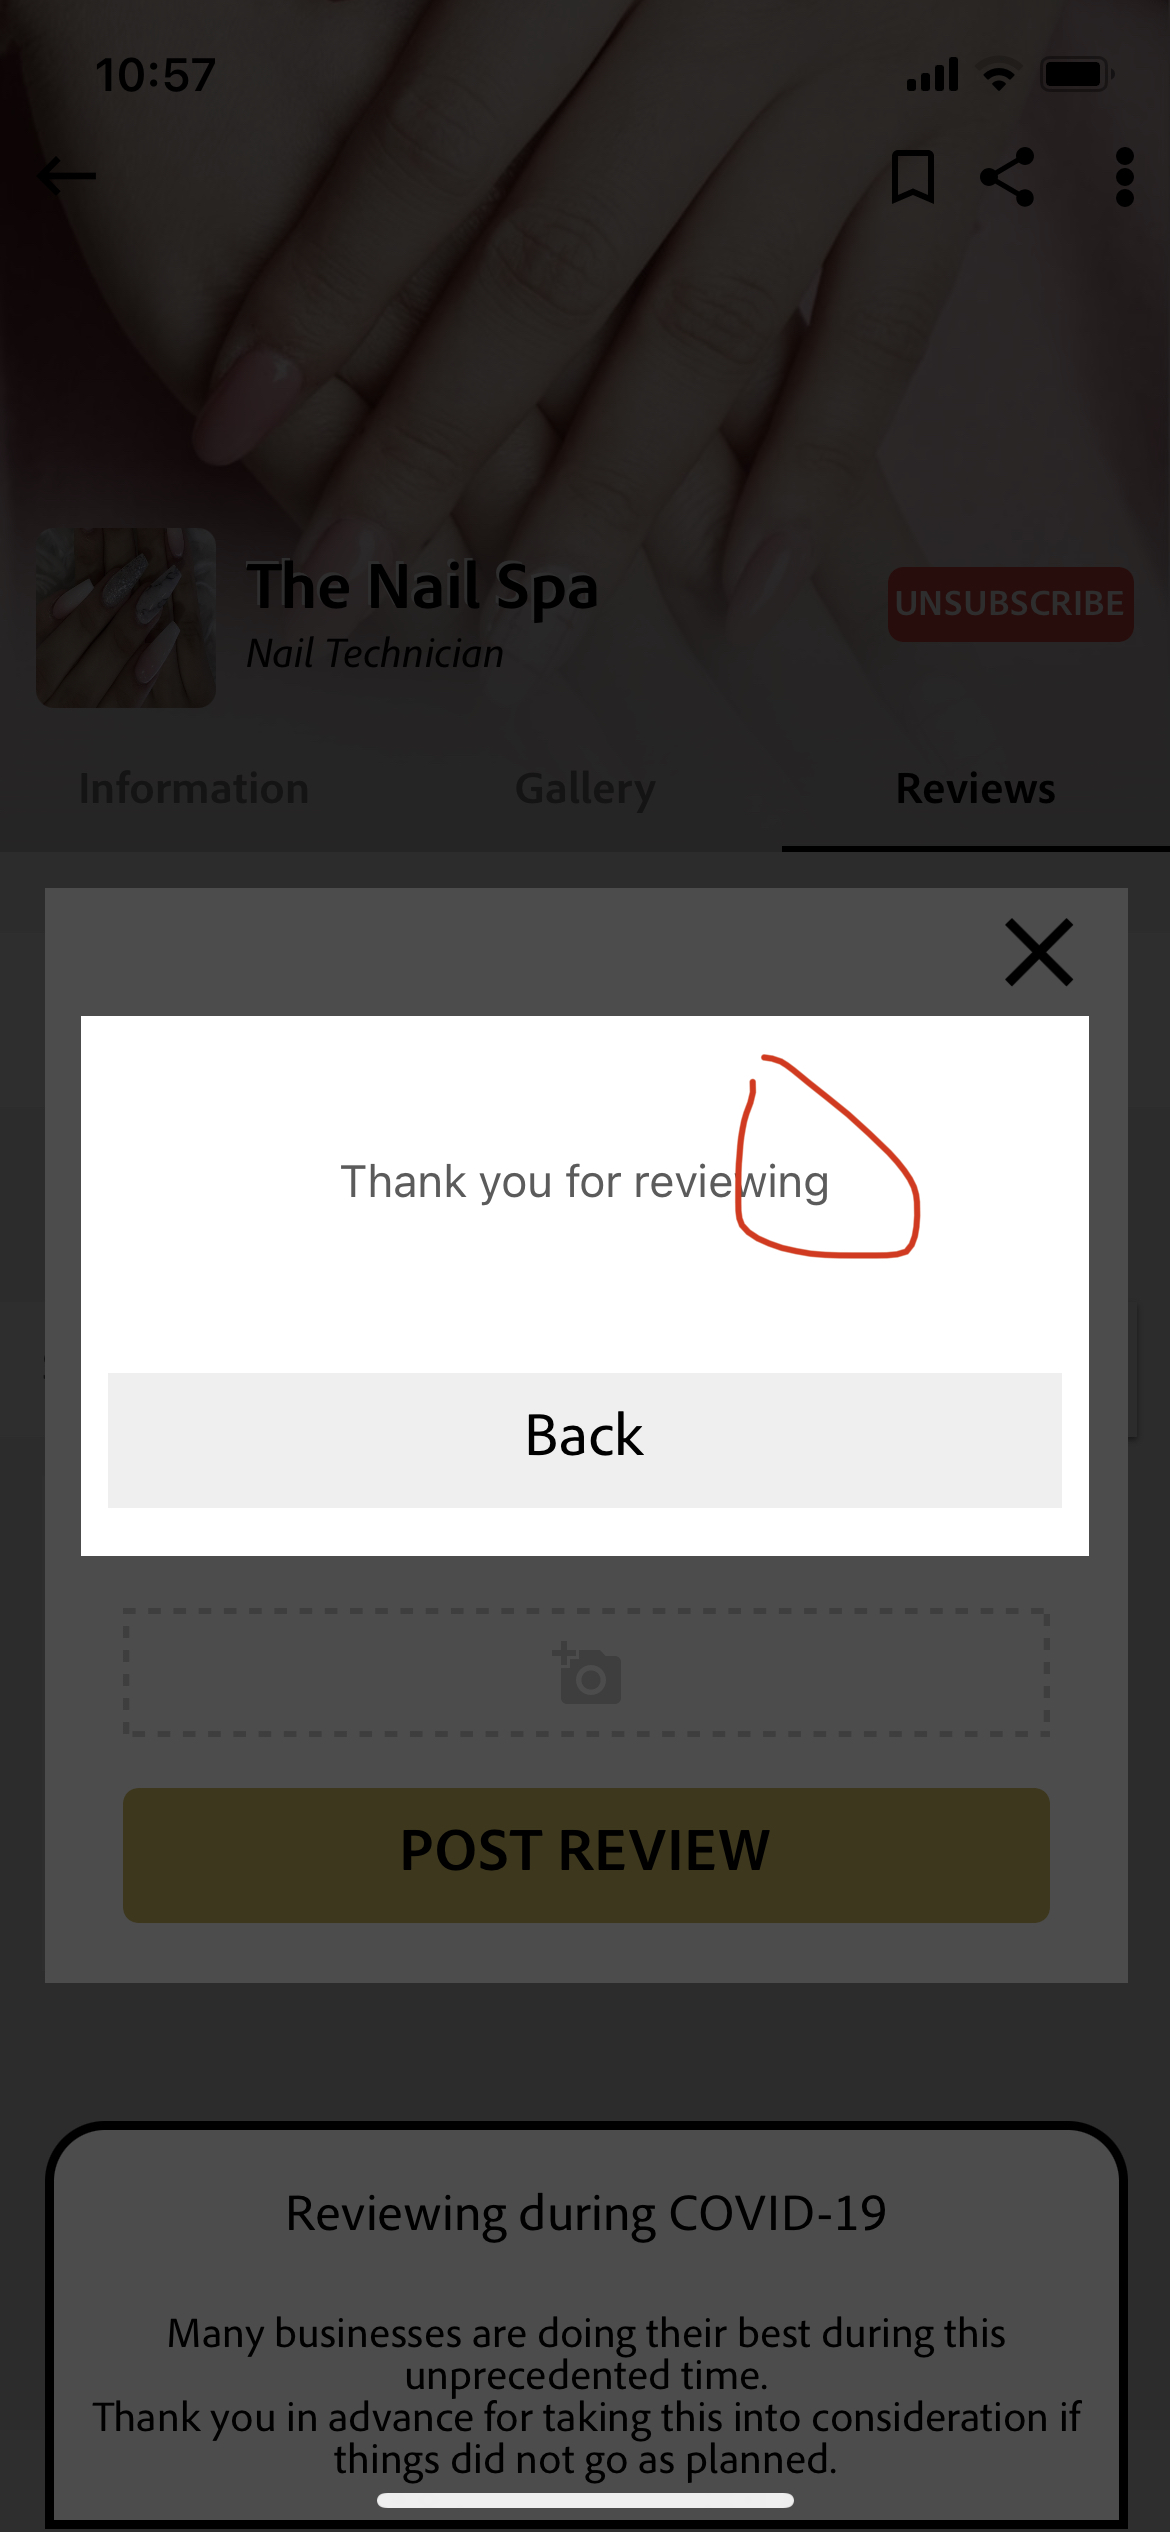 10:57
The Nail Spa
Nail Technician
UNSUBSCRIBE
Information
Gallery
Reviews
Thank you for reviewing
Back
POST REVIEW
Reviewing during COVID-19
Many businesses are doing their best during this
unprecedented time.
Thank you in advance for taking this into consideration if
things did not go as planned.